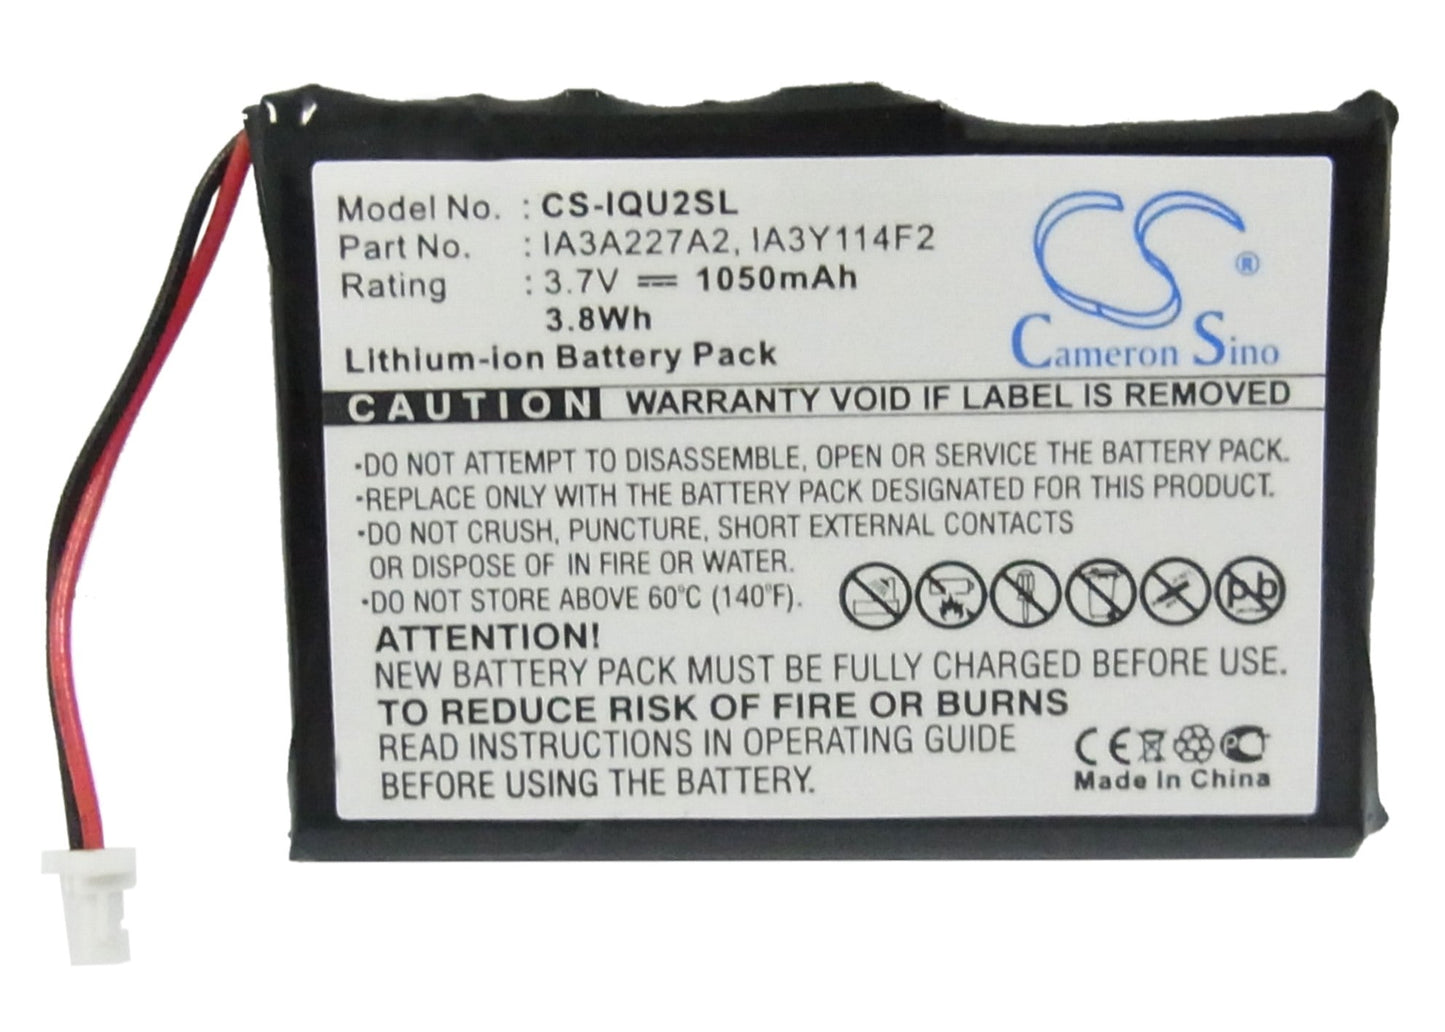 Model No. : CS-IQU2SL
Part No. : IA3A227A2, IA3Y114F2
Rating : 3.7V ⎓ 1050mAh
3.8Wh
Lithium-ion Battery Pack
CS ®
Cameron Sino
CAUTION WARRANTY VOID IF LABEL IS REMOVED
·DO NOT ATTEMPT TO DISASSEMBLE, OPEN OR SERVICE THE BATTERY PACK.
·REPLACE ONLY WITH THE BATTERY PACK DESIGNATED FOR THIS PRODUCT.
·DO NOT CRUSH, PUNCTURE, SHORT EXTERNAL CONTACTS
OR DISPOSE OF IN FIRE OR WATER.
·DO NOT STORE ABOVE 60°C (140°F).
Pb
ATTENTION!
NEW BATTERY PACK MUST BE FULLY CHARGED BEFORE USE.
TO REDUCE RISK OF FIRE OR BURNS
READ INSTRUCTIONS IN OPERATING GUIDE
BEFORE USING THE BATTERY.
CE
Made In China